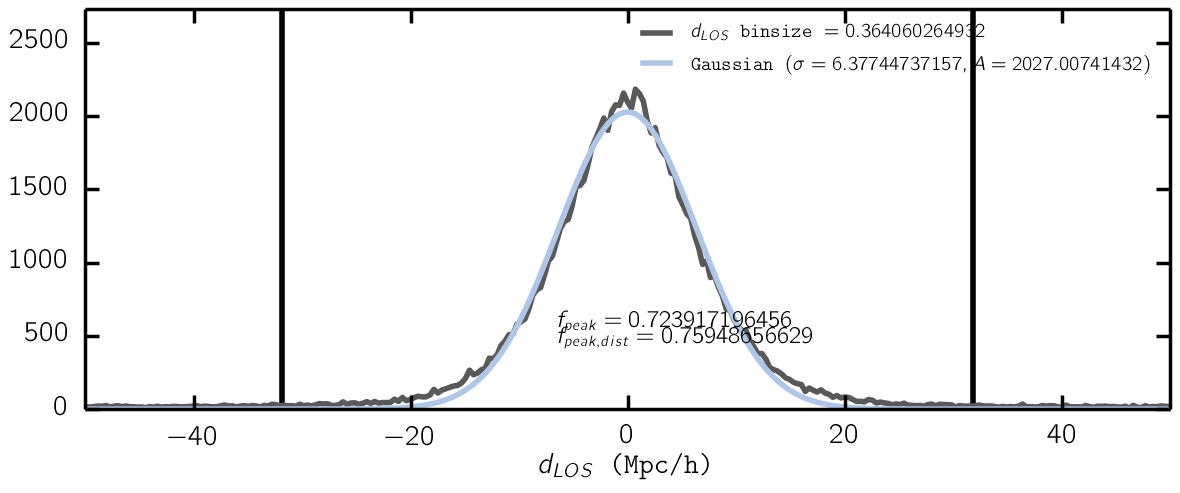 2500
2000
1500
1000
500
0
d_LOS binsize = 0.364060264932
Gaussian (σ = 6.37744737157, A = 2027.00741432)
f_peak = 0.723917196456
f_peak,dist = 0.75948656629
−40
−20
0
20
40
d_LOS (Mpc/h)